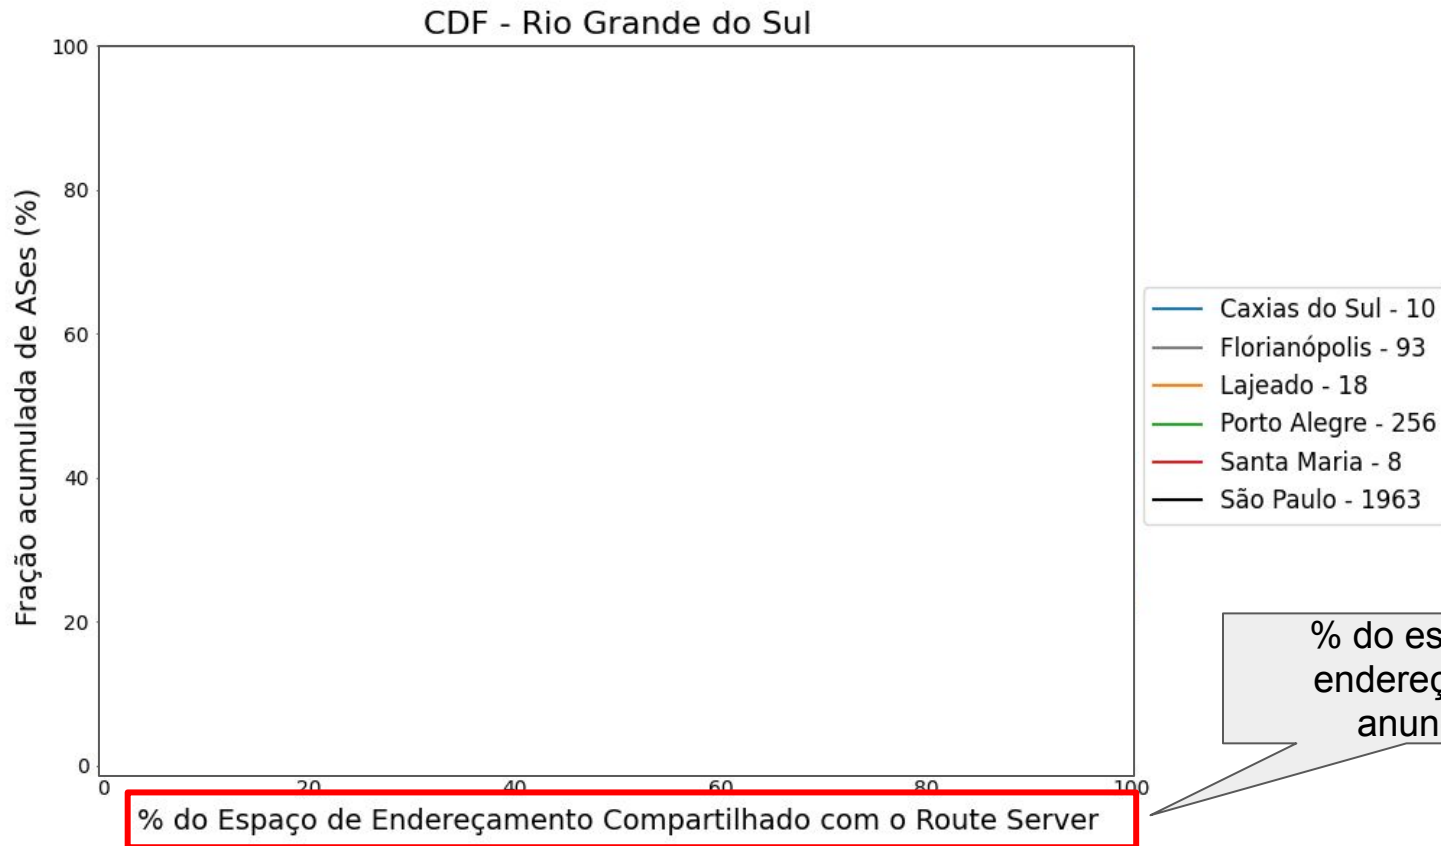 CDF - Rio Grande do Sul
Fração acumulada de ASes (%)
100
80
60
40
20
0
0 20 40 60 80 100
% do Espaço de Endereçamento Compartilhado com o Route Server
Caxias do Sul - 10
Florianópolis - 93
Lajeado - 18
Porto Alegre - 256
Santa Maria - 8
São Paulo - 1963
% do es
endereç
anun